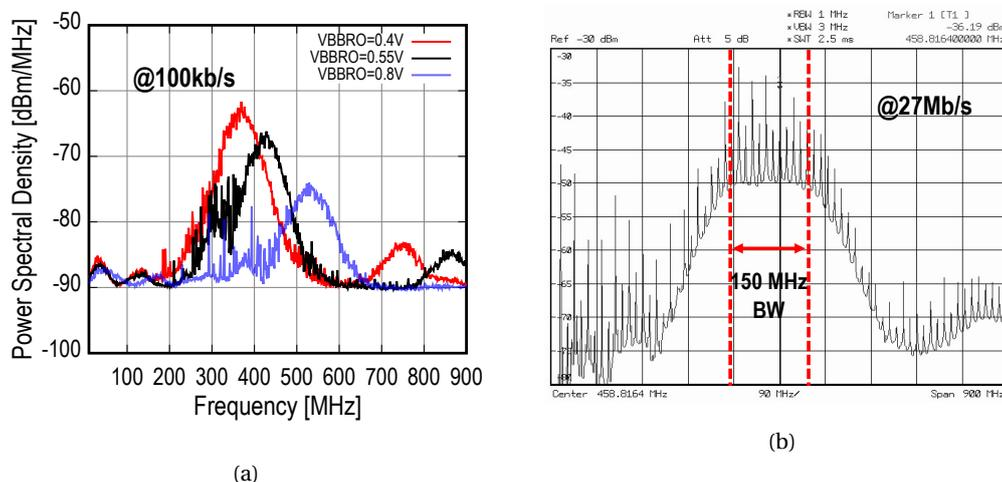 -50
-60
-70
-80
-90
-100
Power Spectral Density [dBm/MHz]
VBBRO=0.4V
VBBRO=0.55V
VBBRO=0.8V
@100kb/s
100 200 300 400 500 600 700 800 900
Frequency [MHz]
(a)
*RBW 1 MHz Marker 1 [T1 ]
*VBW 3 MHz -36.19 dBm
Ref -30 dBm Att 5 dB *SWT 2.5 ms 458.816400000 MHz
-30
-35
-40
-45
-50
-55
-60
-65
-70
-75
-80
@27Mb/s
150 MHz
BW
Center 458.8164 MHz 90 MHz/ Span 900 MHz
(b)